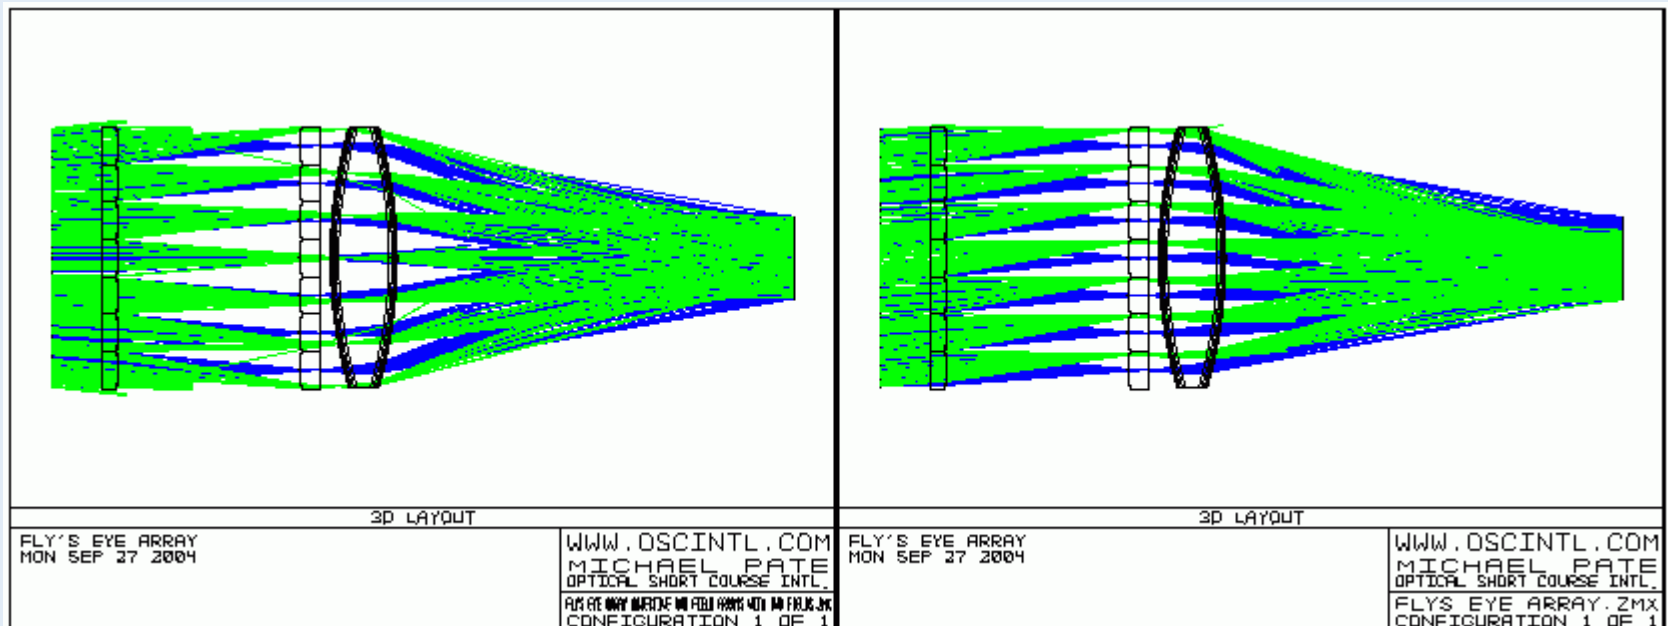 3D LAYOUT
FLY'S EYE ARRAY
MON SEP 27 2004
WWW.OSCINTL.COM
MICHAEL PATE
OPTICAL SHORT COURSE INTL.
CONFIGURATION 1 OF 1
3D LAYOUT
FLY'S EYE ARRAY
MON SEP 27 2004
WWW.OSCINTL.COM
MICHAEL PATE
OPTICAL SHORT COURSE INTL.
FLYS EYE ARRAY.ZMX
CONFIGURATION 1 OF 1